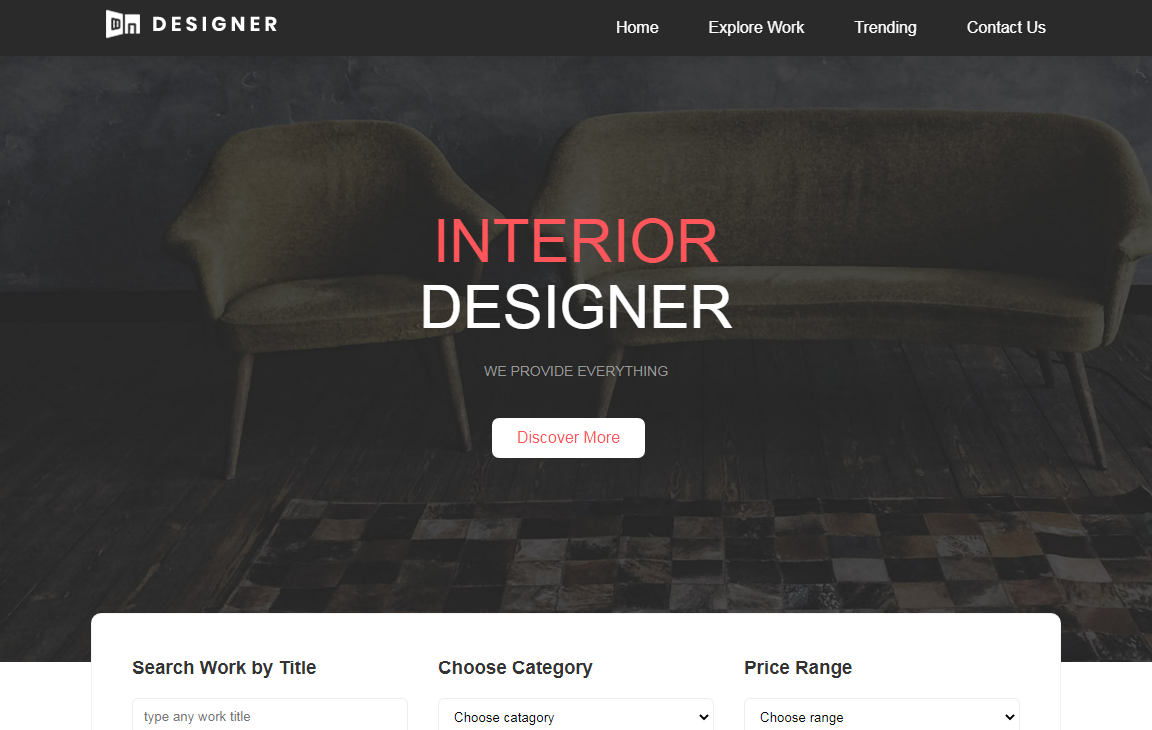 DESIGNER
Home Explore Work Trending Contact Us
INTERIOR
DESIGNER
WE PROVIDE EVERYTHING
Discover More
Search Work by Title Choose Category Price Range
type any work title Choose catagory Choose range